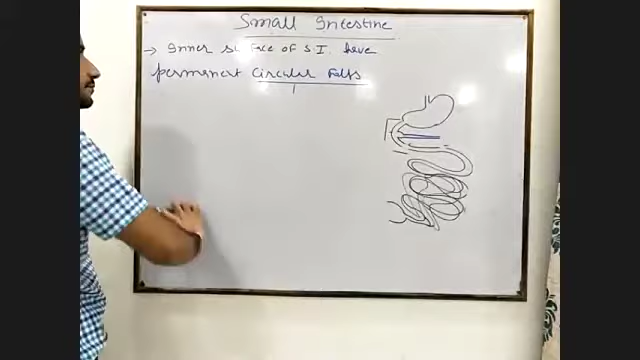 Small Intestine
→ Inner surface of S.I. have
permanent Circular Folds